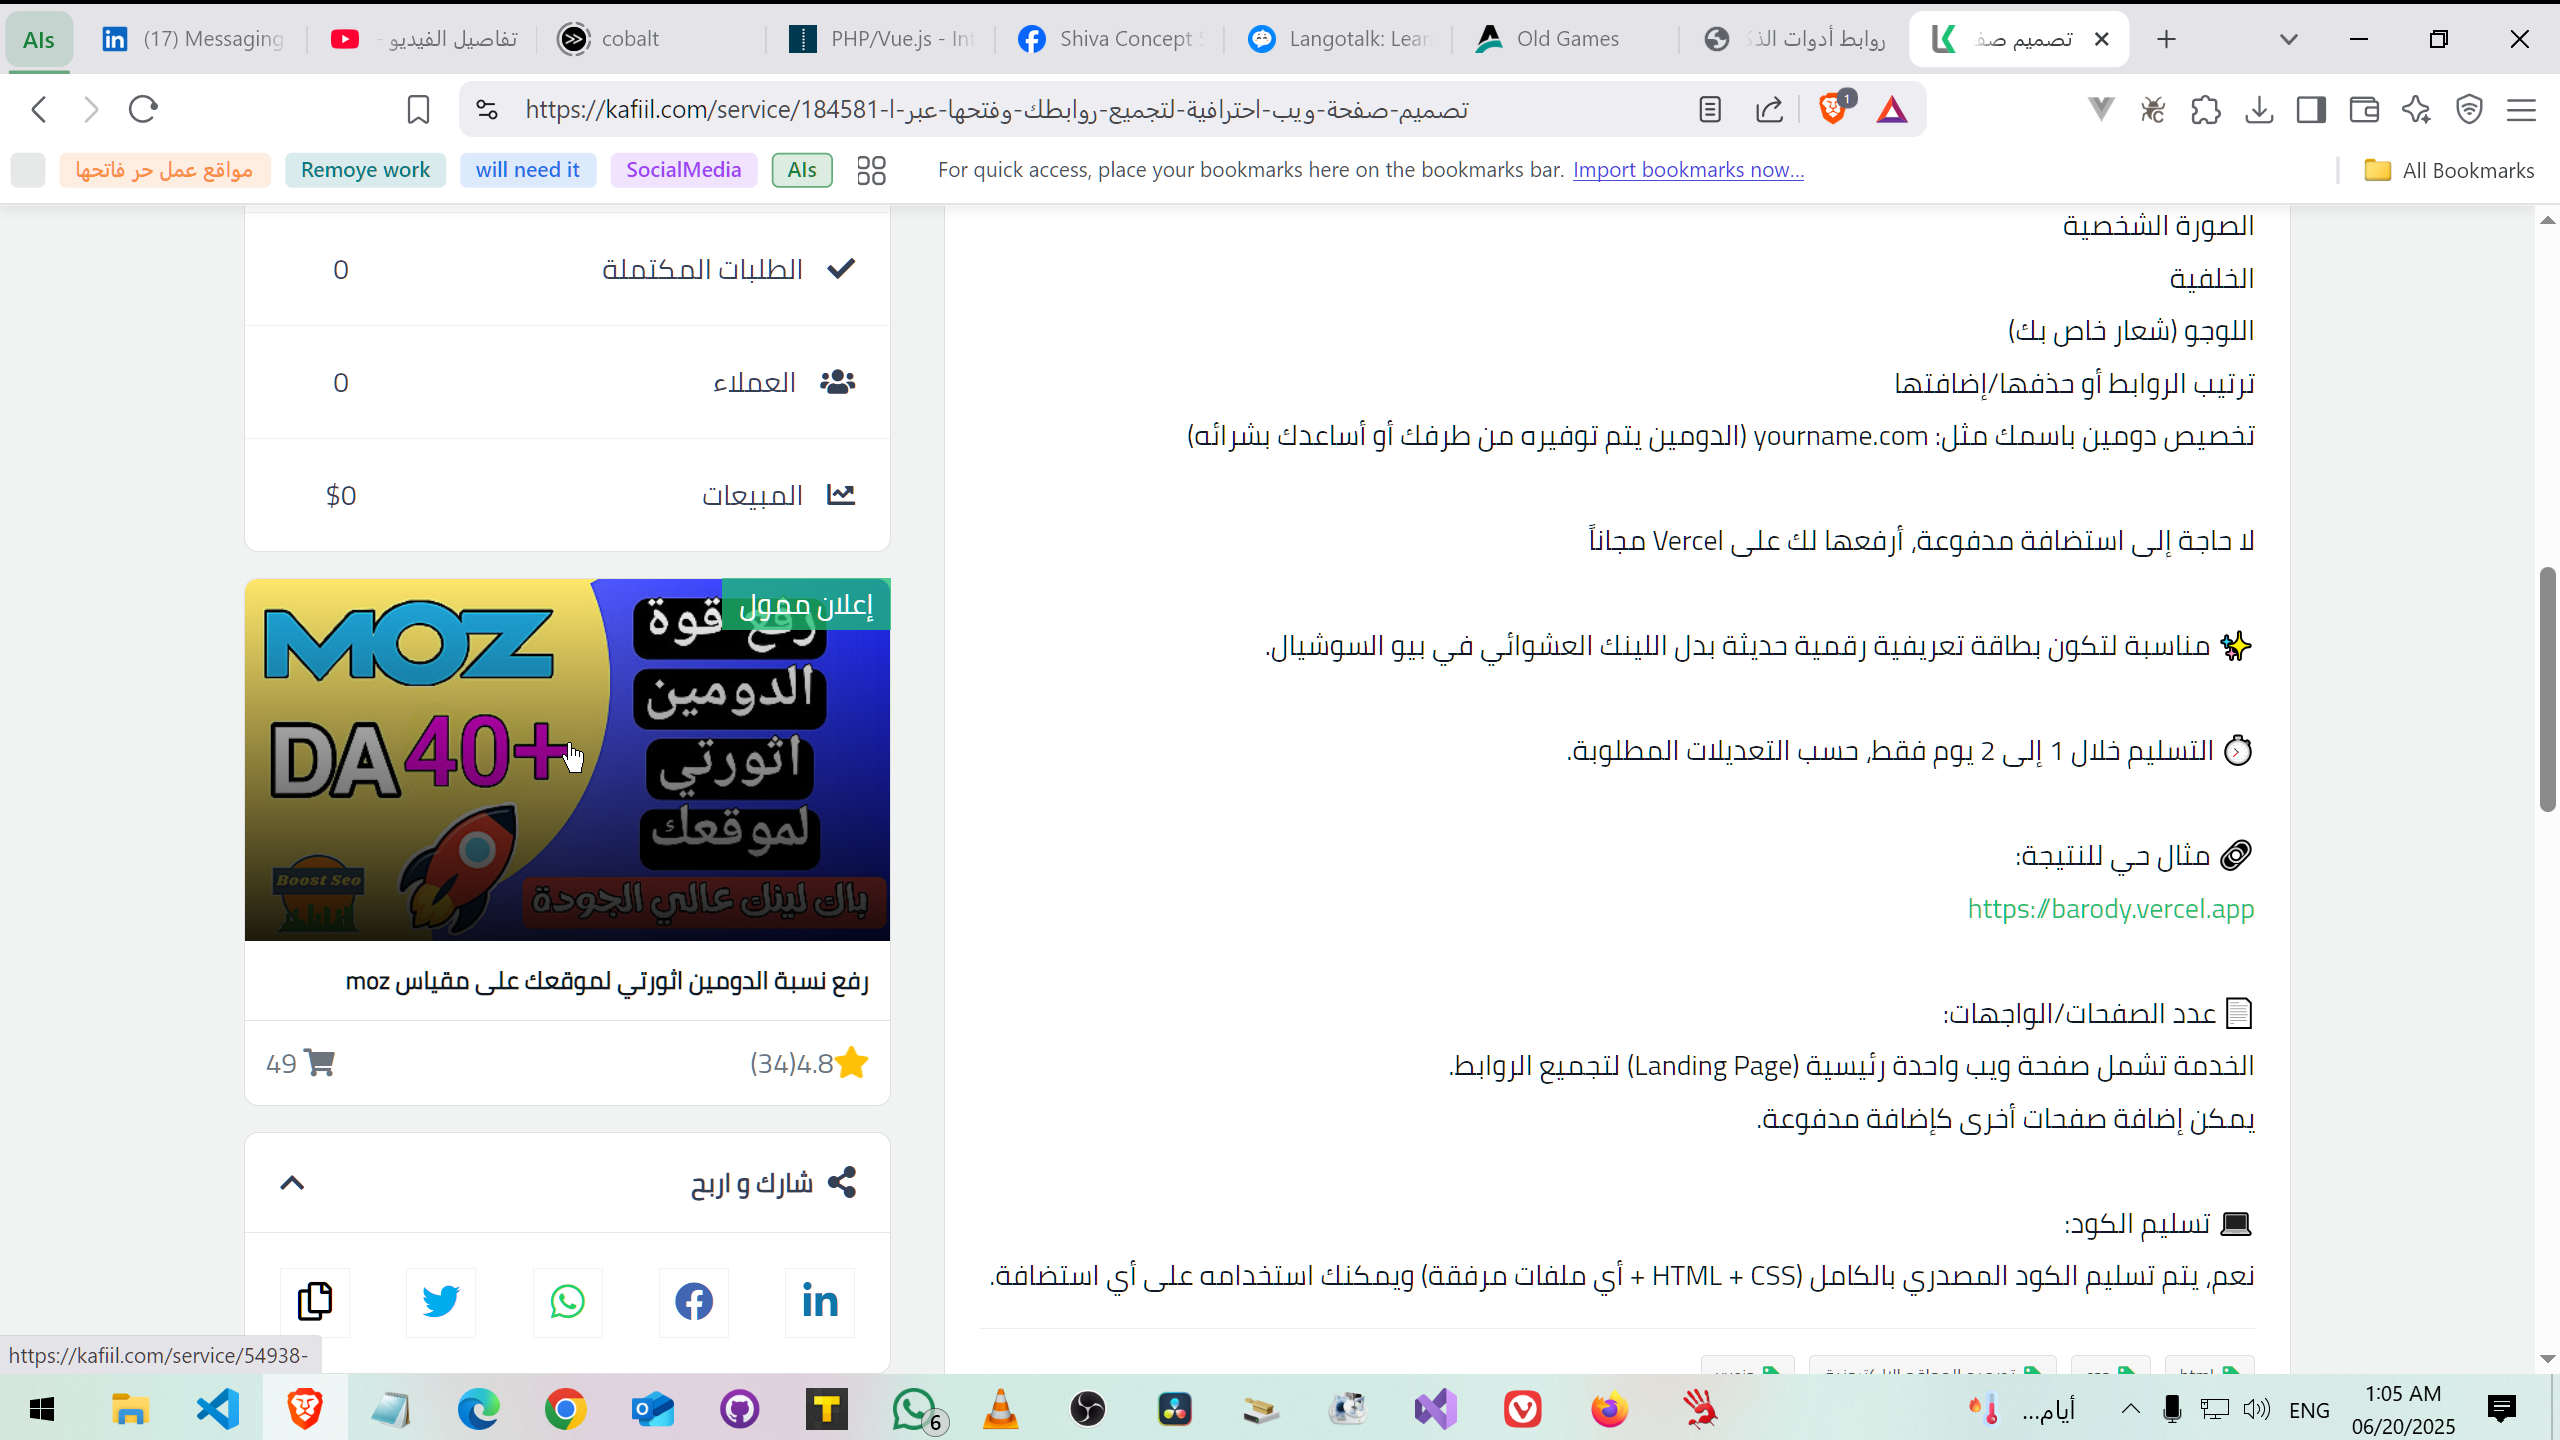 AIs
(17) Messaging
تفاصيل الفيديو -
cobalt
PHP/Vue.js - Int
Shiva Concept S
Langotalk: Lear
Old Games
روابط أدوات الذك
تصميم صف
https://kafiil.com/service/184581-تصميم-صفحة-ويب-احترافية-لتجميع-روابطك-وفتحها-عبر-ا
1
مواقع عمل حر فاتحها
Remoye work
will need it
SocialMedia
AIs
For quick access, place your bookmarks here on the bookmarks bar. Import bookmarks now...
All Bookmarks
الصورة الشخصية
الخلفية
اللوجو (شعار خاص بك)
ترتيب الروابط أو حذفها/إضافتها
تخصيص دومين باسمك مثل: yourname.com (الدومين يتم توفيره من طرفك أو أساعدك بشرائه)
لا حاجة إلى استضافة مدفوعة، أرفعها لك على Vercel مجاناً
✨ مناسبة لتكون بطاقة تعريفية رقمية حديثة بدل اللينك العشوائي في بيو السوشيال.
⏱ التسليم خلال 1 إلى 2 يوم فقط، حسب التعديلات المطلوبة.
🔗 مثال حي للنتيجة:
https://barody.vercel.app
📄 عدد الصفحات/الواجهات:
الخدمة تشمل صفحة ويب واحدة رئيسية (Landing Page) لتجميع الروابط.
يمكن إضافة صفحات أخرى كإضافة مدفوعة.
💻 تسليم الكود:
نعم، يتم تسليم الكود المصدري بالكامل (HTML + CSS + أي ملفات مرفقة) ويمكنك استخدامه على أي استضافة.
html
css
تصميم المواقع الإلكترونية
الطلبات المكتملة 0
العملاء 0
المبيعات $0
إعلان ممول
رفع قوة
الدومين
اثورتي
لموقعك
باك لينك عالي الجودة
MOZ
DA 40+
Boost Seo
رفع نسبة الدومين اثورتي لموقعك على مقياس moz
4.8(34)
49
شارك و اربح
https://kafiil.com/service/54938-
6
أيام...
ENG
1:05 AM
06/20/2025